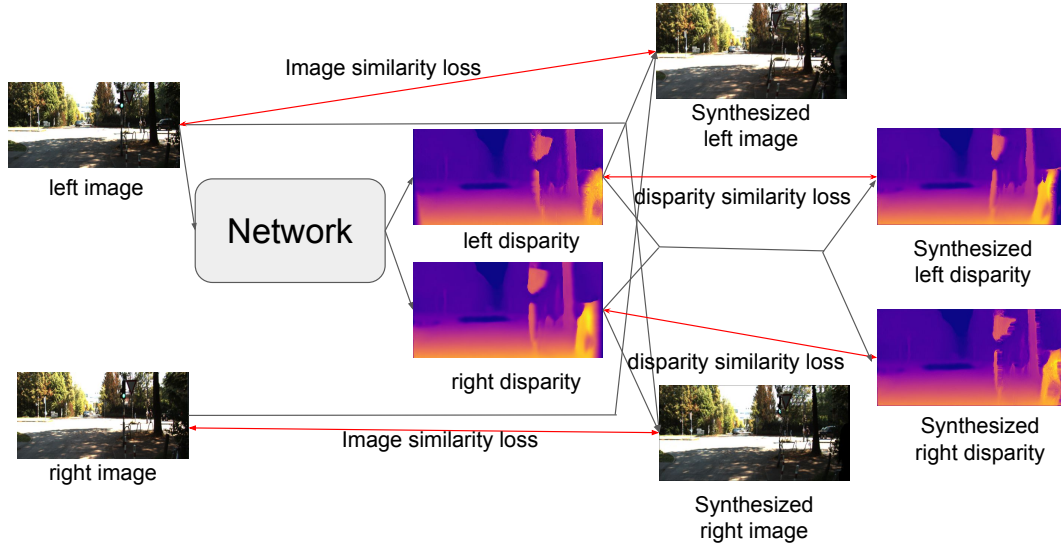 Image similarity loss
Synthesized
left image
left image
Network
left disparity
disparity similarity loss
Synthesized
left disparity
right disparity
disparity similarity loss
Synthesized
right disparity
right image
Image similarity loss
Synthesized
right image